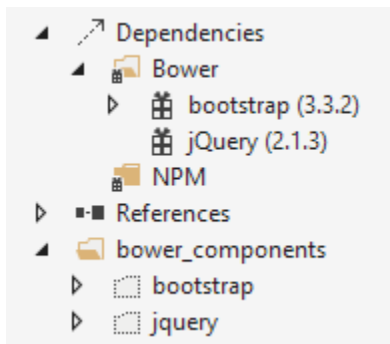 Dependencies
Bower
bootstrap (3.3.2)
jQuery (2.1.3)
NPM
References
bower_components
bootstrap
jquery